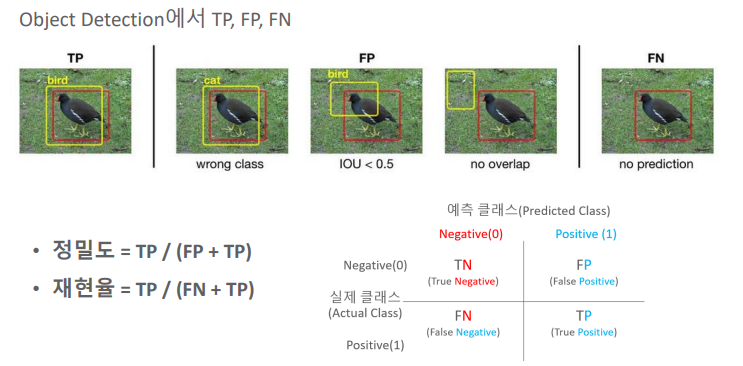 Object Detection에서 TP, FP, FN
TP
FP
FN
bird
cat
bird
wrong class
IOU < 0.5
no overlap
no prediction
• 정밀도 = TP / (FP + TP)
• 재현율 = TP / (FN + TP)
예측 클래스(Predicted Class)
Negative(0)
Positive (1)
Negative(0)
TN
(True Negative)
FP
(False Positive)
실제 클래스
(Actual Class)
FN
(False Negative)
TP
(True Positive)
Positive(1)